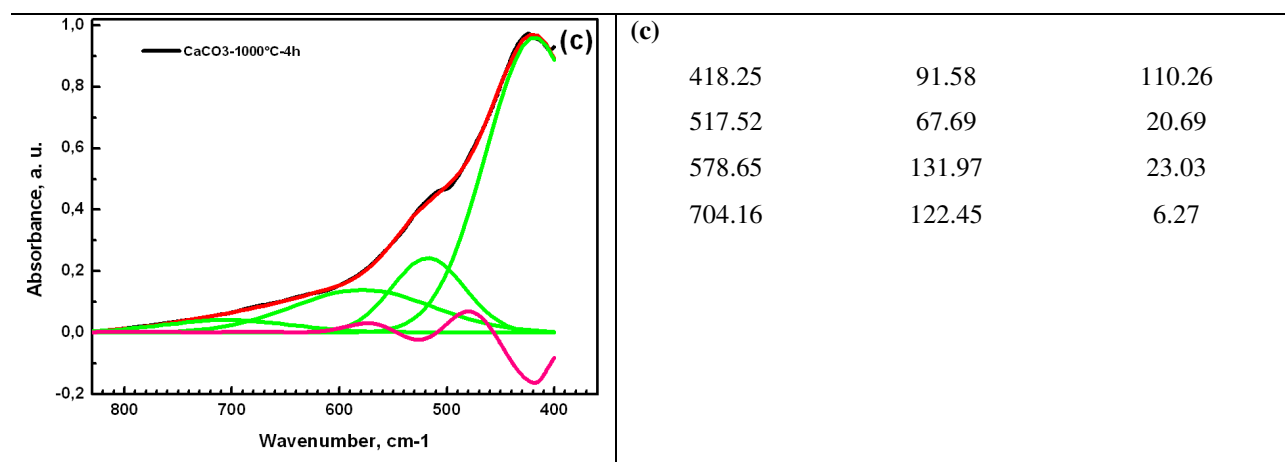 1,0
0,8
0,6
0,4
0,2
0,0
-0,2
Absorbance, a. u.
CaCO3-1000°C-4h
(c)
800 700 600 500 400
Wavenumber, cm-1
(c)
418.25 91.58 110.26
517.52 67.69 20.69
578.65 131.97 23.03
704.16 122.45 6.27